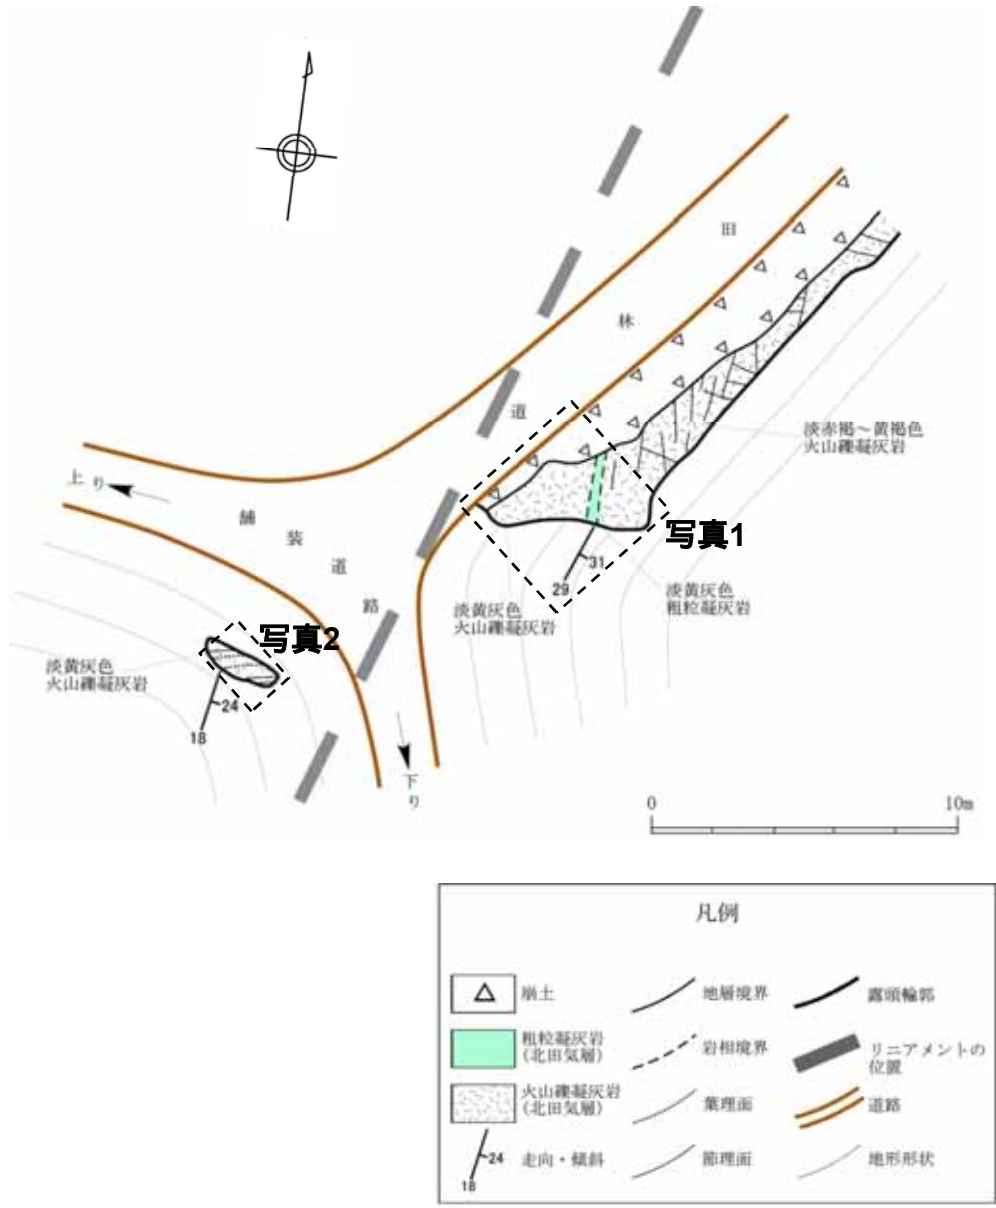 旧
林
道
上り
舗
装
道
路
下り
淡赤褐～黄褐色
火山礫凝灰岩
写真1
31
29
淡黄灰色
粗粒凝灰岩
淡黄灰色
火山礫凝灰岩
写真2
淡黄灰色
火山礫凝灰岩
24
18
0
10m
凡例
崩土
地層境界
露頭輪郭
粗粒凝灰岩
(北田気層)
岩相境界
リニアメントの
位置
火山礫凝灰岩
(北田気層)
葉理面
道路
24
18
走向・傾斜
節理面
地形形状